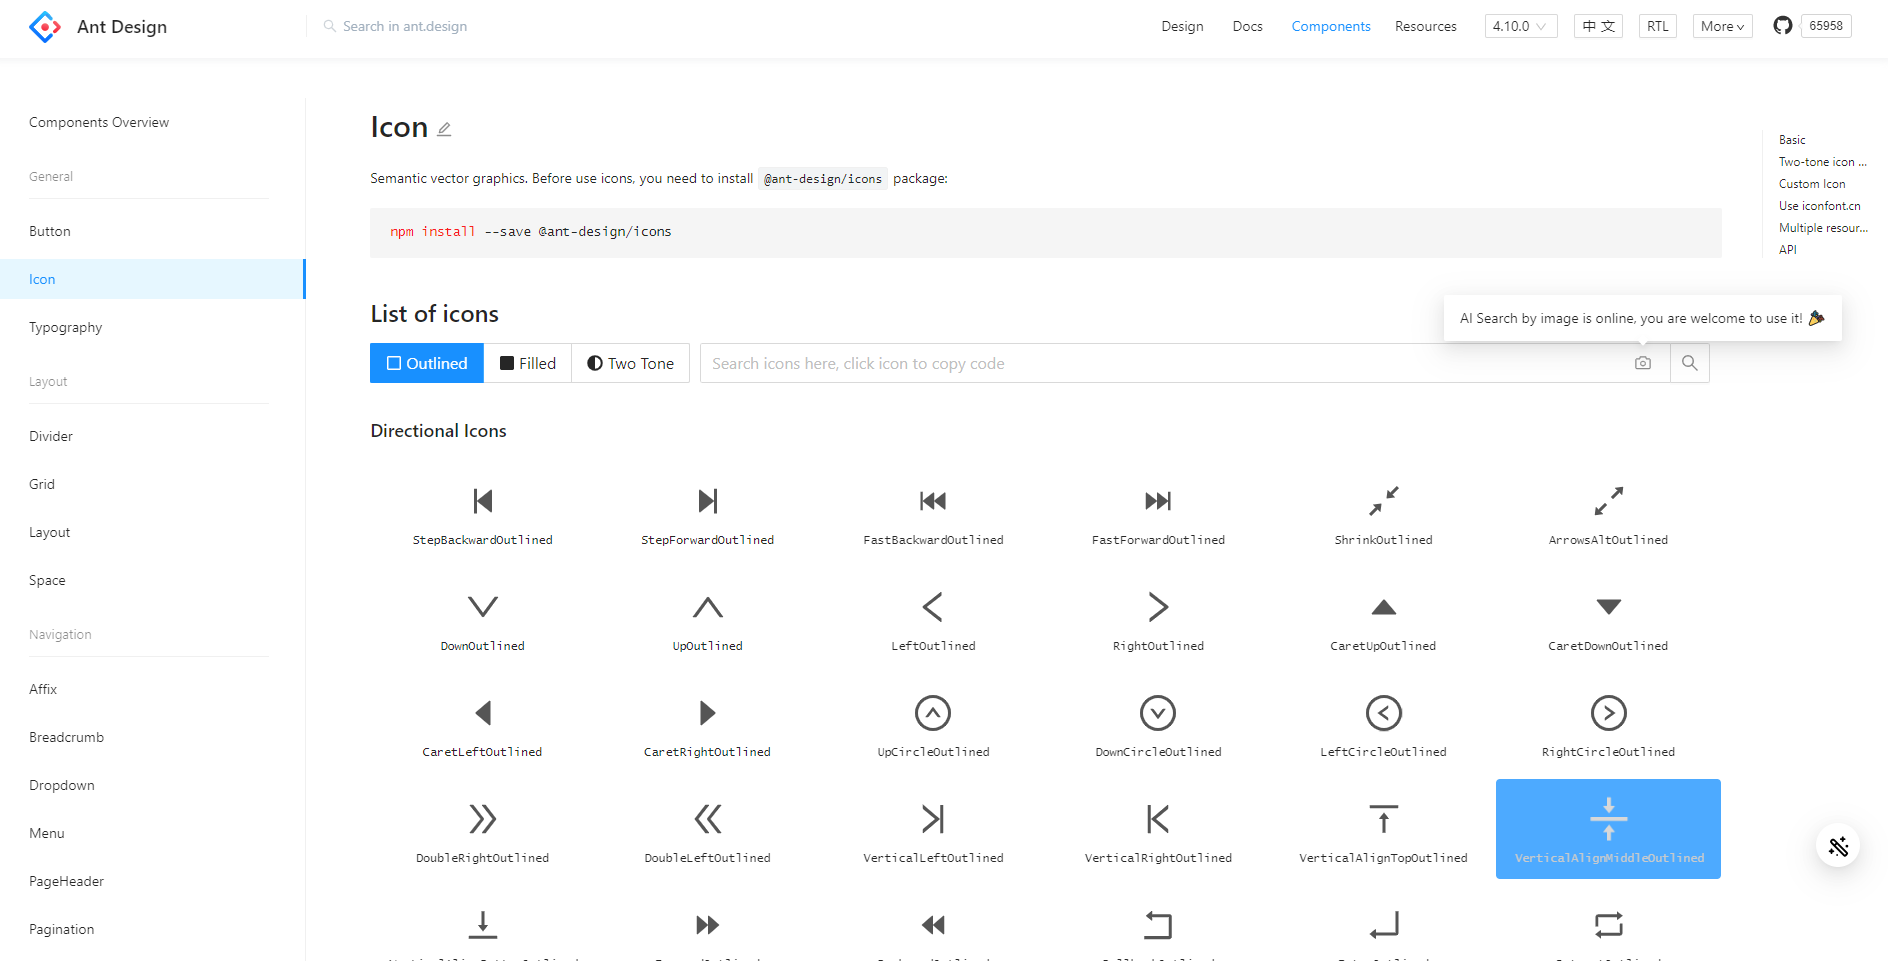 Ant Design
Search in ant.design
Design
Docs
Components
Resources
4.10.0
中 文
RTL
More
65958
Components Overview
General
Button
Icon
Typography
Layout
Divider
Grid
Layout
Space
Navigation
Affix
Breadcrumb
Dropdown
Menu
PageHeader
Pagination
Icon
Semantic vector graphics. Before use icons, you need to install @ant-design/icons package:
npm install --save @ant-design/icons
List of icons
AI Search by image is online, you are welcome to use it!
Outlined
Filled
Two Tone
Search icons here, click icon to copy code
Directional Icons
StepBackwardOutlined
StepForwardOutlined
FastBackwardOutlined
FastForwardOutlined
ShrinkOutlined
ArrowsAltOutlined
DownOutlined
UpOutlined
LeftOutlined
RightOutlined
CaretUpOutlined
CaretDownOutlined
CaretLeftOutlined
CaretRightOutlined
UpCircleOutlined
DownCircleOutlined
LeftCircleOutlined
RightCircleOutlined
DoubleRightOutlined
DoubleLeftOutlined
VerticalLeftOutlined
VerticalRightOutlined
VerticalAlignTopOutlined
VerticalAlignMiddleOutlined
Basic
Two-tone icon ...
Custom Icon
Use iconfont.cn
Multiple resour...
API